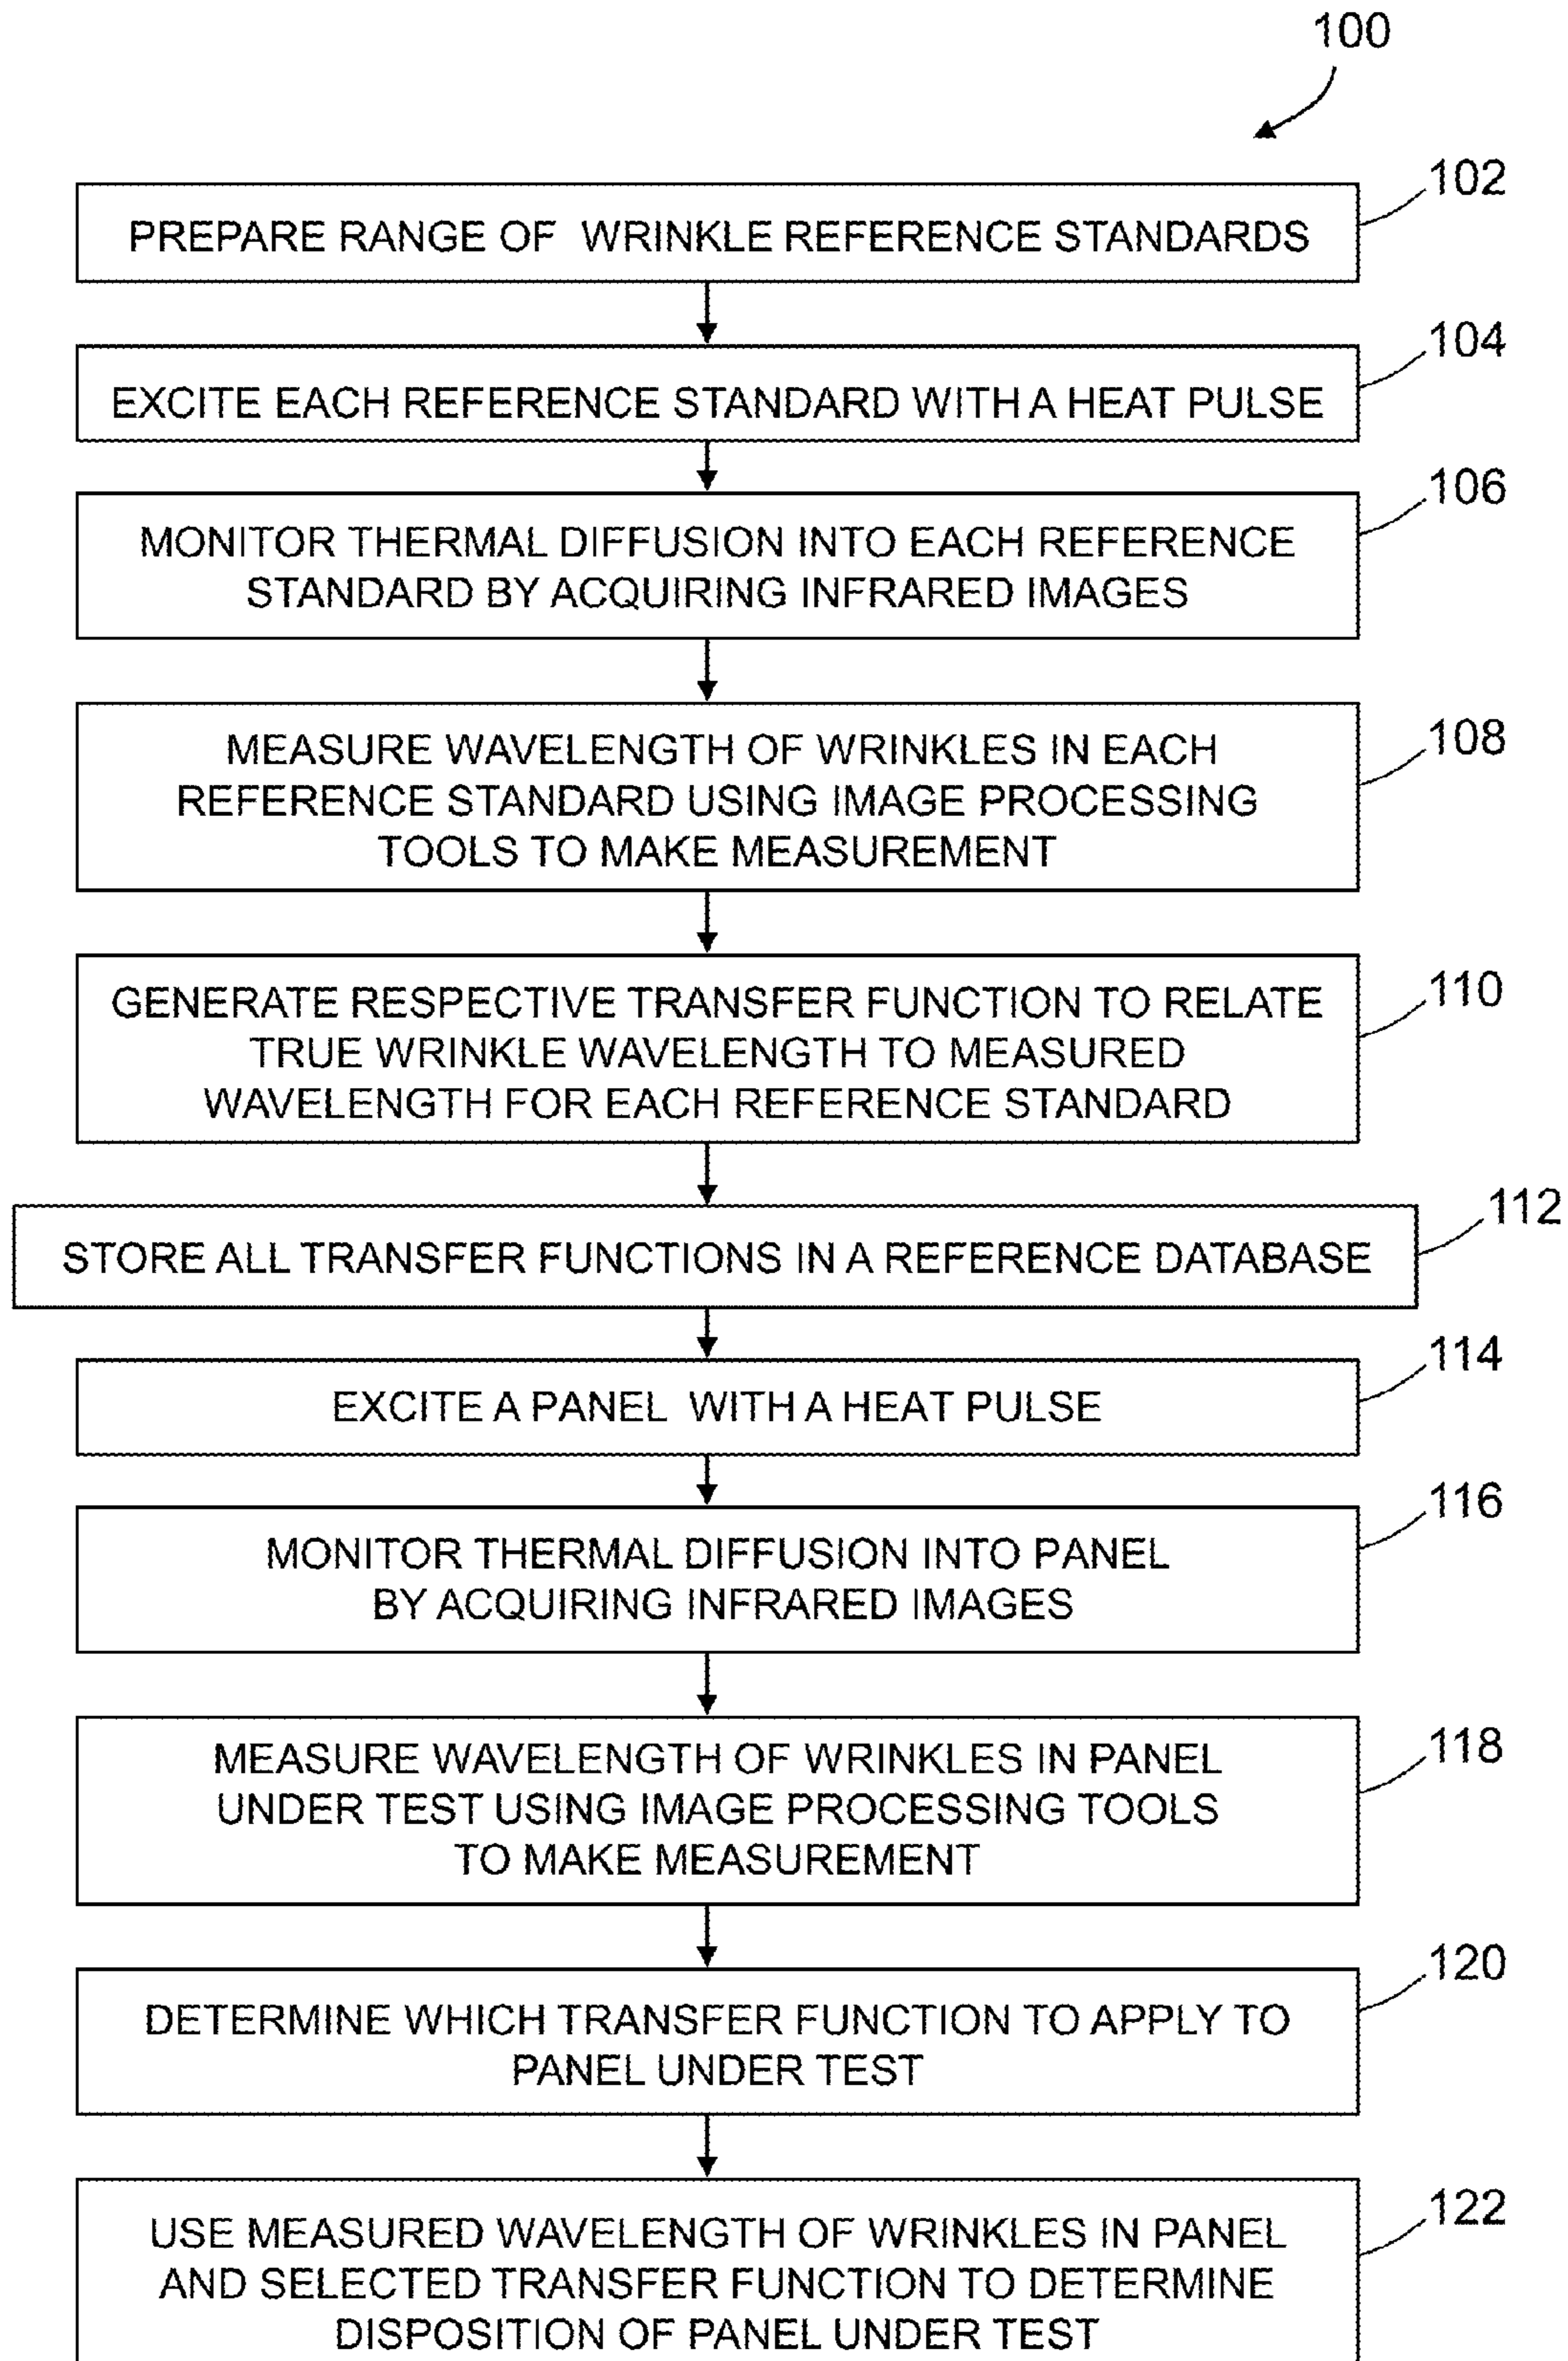 100
102
PREPARE RANGE OF WRINKLE REFERENCE STANDARDS
104
EXCITE EACH REFERENCE STANDARD WITH A HEAT PULSE
106
MONITOR THERMAL DIFFUSION INTO EACH REFERENCE
STANDARD BY ACQUIRING INFRARED IMAGES
108
MEASURE WAVELENGTH OF WRINKLES IN EACH
REFERENCE STANDARD USING IMAGE PROCESSING
TOOLS TO MAKE MEASUREMENT
110
GENERATE RESPECTIVE TRANSFER FUNCTION TO RELATE
TRUE WRINKLE WAVELENGTH TO MEASURED
WAVELENGTH FOR EACH REFERENCE STANDARD
112
STORE ALL TRANSFER FUNCTIONS IN A REFERENCE DATABASE
114
EXCITE A PANEL WITH A HEAT PULSE
116
MONITOR THERMAL DIFFUSION INTO PANEL
BY ACQUIRING INFRARED IMAGES
118
MEASURE WAVELENGTH OF WRINKLES IN PANEL
UNDER TEST USING IMAGE PROCESSING TOOLS
TO MAKE MEASUREMENT
120
DETERMINE WHICH TRANSFER FUNCTION TO APPLY TO
PANEL UNDER TEST
122
USE MEASURED WAVELENGTH OF WRINKLES IN PANEL
AND SELECTED TRANSFER FUNCTION TO DETERMINE
DISPOSITION OF PANEL UNDER TEST